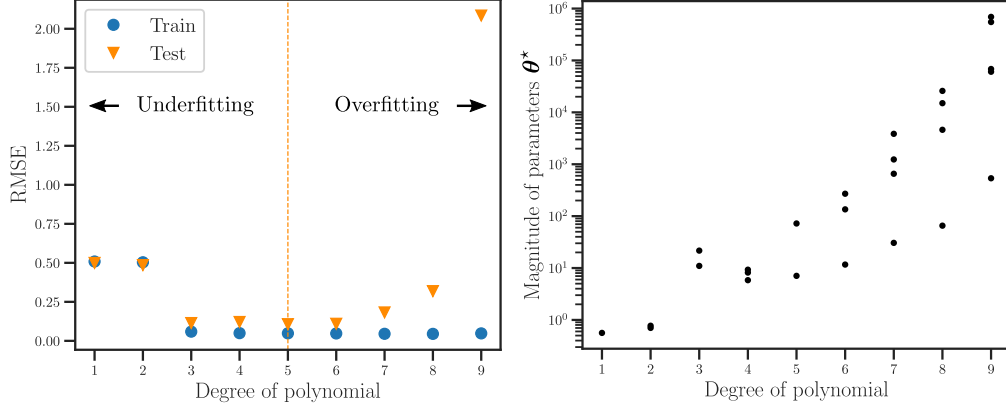 2.00
1.75
1.50
1.25
1.00
0.75
0.50
0.25
0.00
RMSE
Train
Test
Underfitting
Overfitting
1 2 3 4 5 6 7 8 9
Degree of polynomial
10⁶
10⁵
10⁴
10³
10²
10¹
10⁰
Magnitude of parameters θ⋆
1 2 3 4 5 6 7 8 9
Degree of polynomial